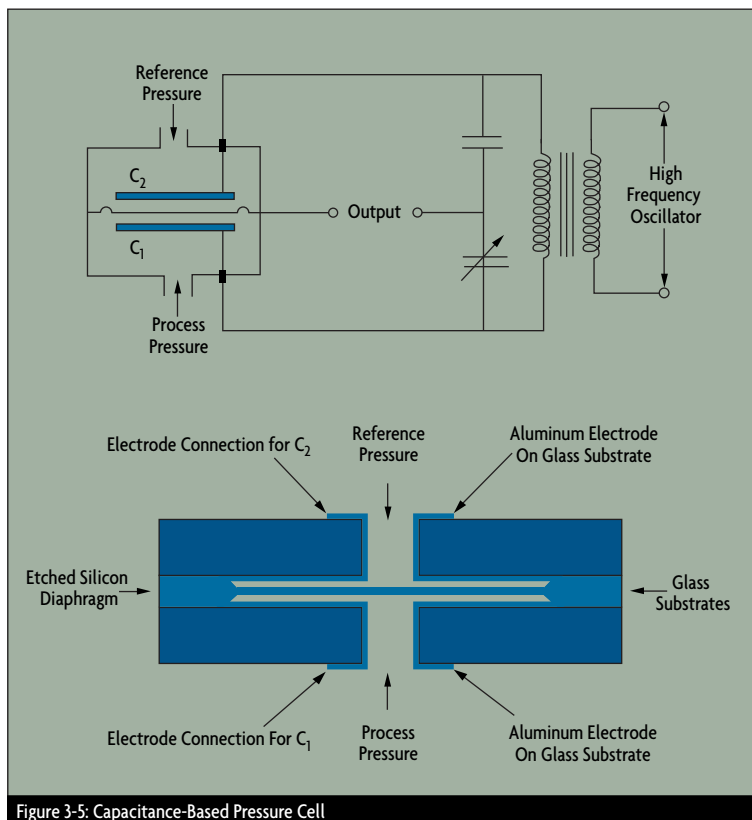 Reference
Pressure
C2
C1
Process
Pressure
Output
High
Frequency
Oscillator
Electrode Connection for C2
Reference
Pressure
Aluminum Electrode
On Glass Substrate
Etched Silicon
Diaphragm
Glass
Substrates
Electrode Connection For C1
Process
Pressure
Aluminum Electrode
On Glass Substrate
Figure 3-5: Capacitance-Based Pressure Cell